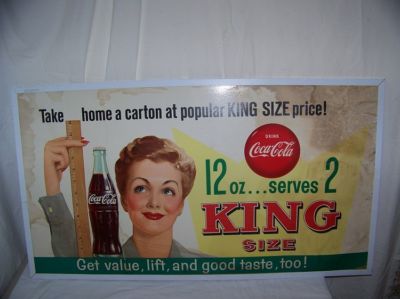 Take home a carton at popular KING SIZE price!
DRINK
Coca-Cola
Coca-Cola
12 oz...serves 2
KING
SIZE
Get value, lift, and good taste, too!